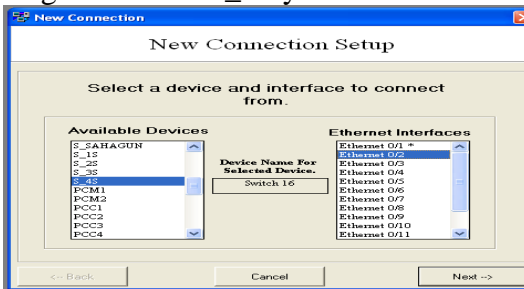 New Connection
New Connection Setup
Select a device and interface to connect
from.
Available Devices
Ethernet Interfaces
S_SAHAGUN
S_1S
S_2S
S_3S
S_4S
PCM1
PCM2
PCC1
PCC2
PCC3
PCC4
Device Name For
Selected Device.
Switch 16
Ethernet 0/1 *
Ethernet 0/2
Ethernet 0/3
Ethernet 0/4
Ethernet 0/5
Ethernet 0/6
Ethernet 0/7
Ethernet 0/8
Ethernet 0/9
Ethernet 0/10
Ethernet 0/11
<-- Back
Cancel
Next -->